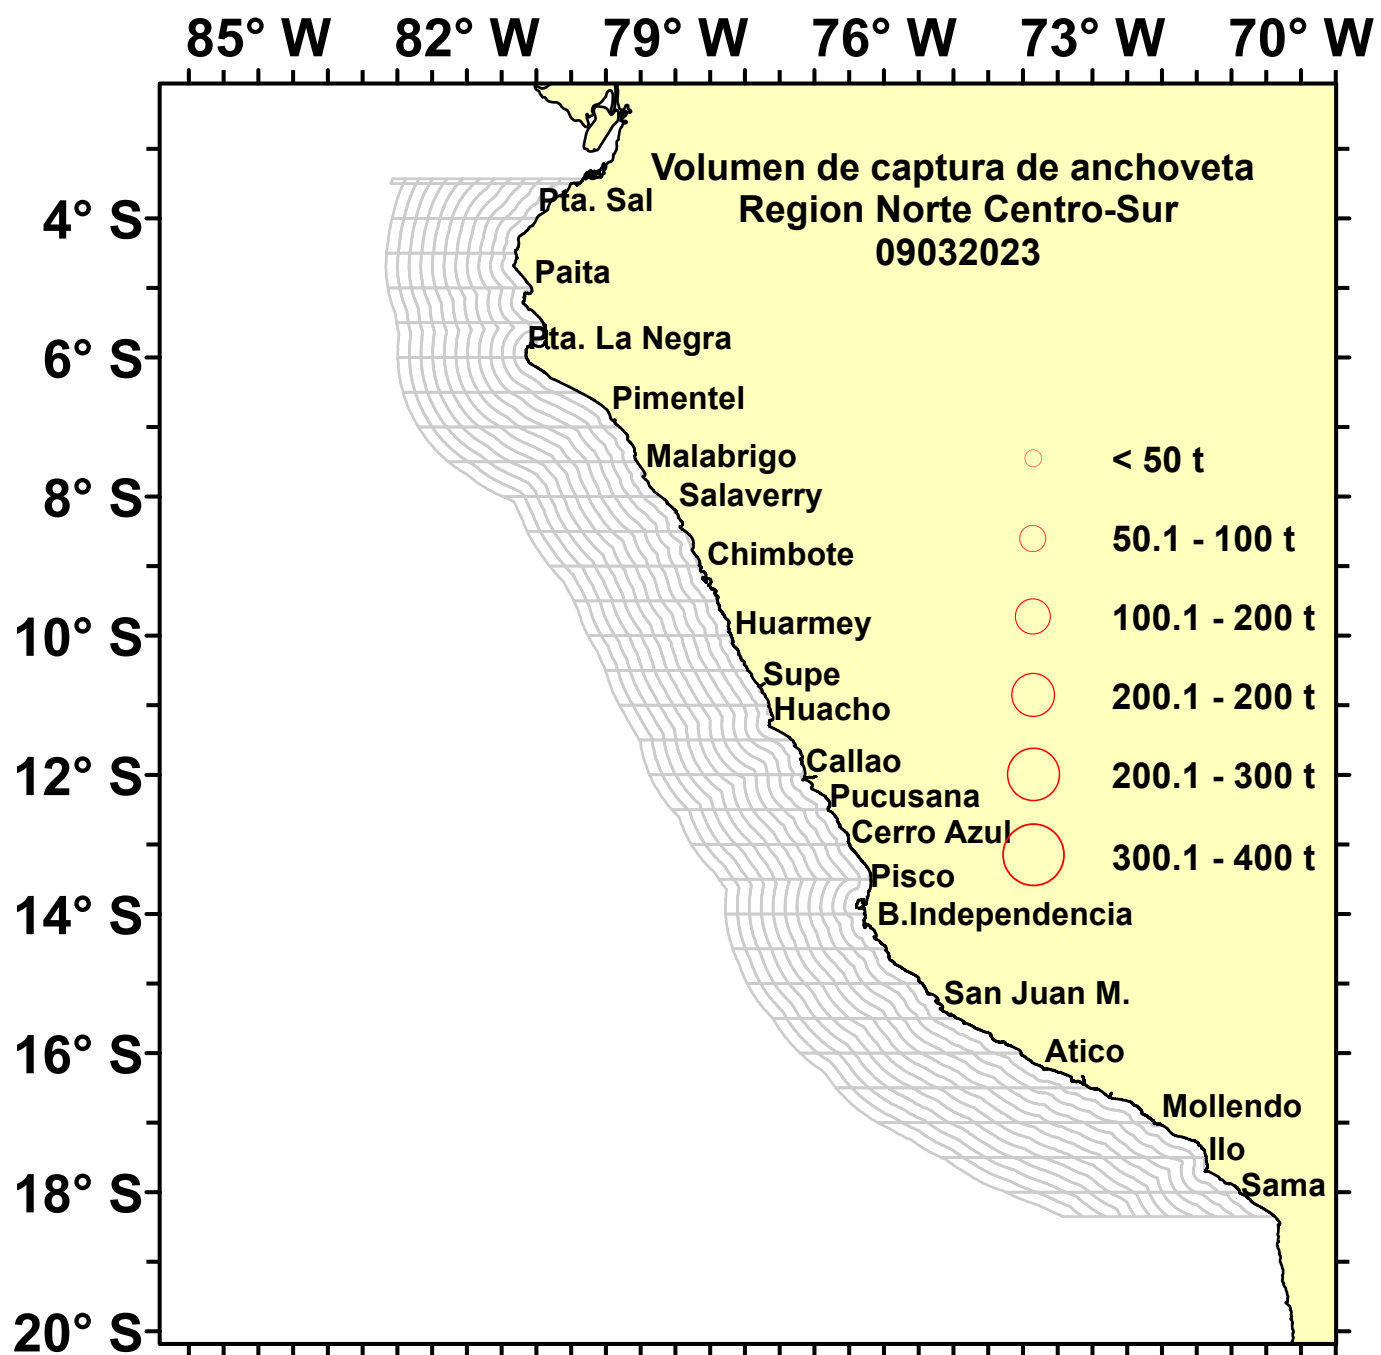 85° W 82° W 79° W 76° W 73° W 70° W
Volumen de captura de anchoveta
Region Norte Centro-Sur
09032023
4° S
6° S
8° S
10° S
12° S
14° S
16° S
18° S
20° S
Pta. Sal
Paita
Pta. La Negra
Pimentel
Malabrigo
Salaverry
Chimbote
Huarmey
Supe
Huacho
Callao
Pucusana
Cerro Azul
Pisco
B.Independencia
San Juan M.
Atico
Mollendo
Ilo
Sama
< 50 t
50.1 - 100 t
100.1 - 200 t
200.1 - 200 t
200.1 - 300 t
300.1 - 400 t